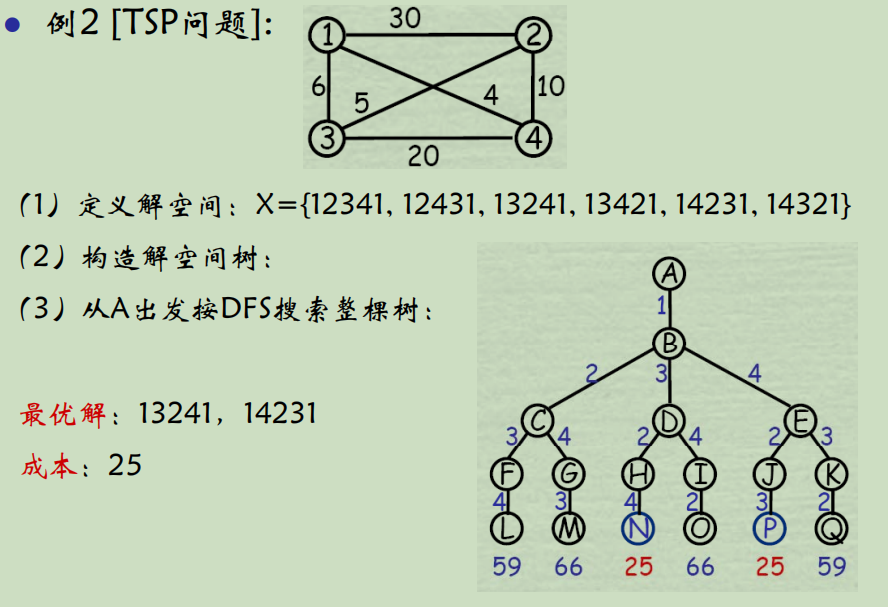 • 例2 [TSP问题]:
1 30 2
6 5 4 10
3 20 4
(1) 定义解空间：X={12341, 12431, 13241, 13421, 14231, 14321}
(2) 构造解空间树：
(3) 从A出发按DFS搜索整棵树：
最优解：13241，14231
成本：25
A
1
B
2 3 4
C D E
3 4 2 4 2 3
F G H I J K
4 3 4 2 3 2
L M N O P Q
59 66 25 66 25 59